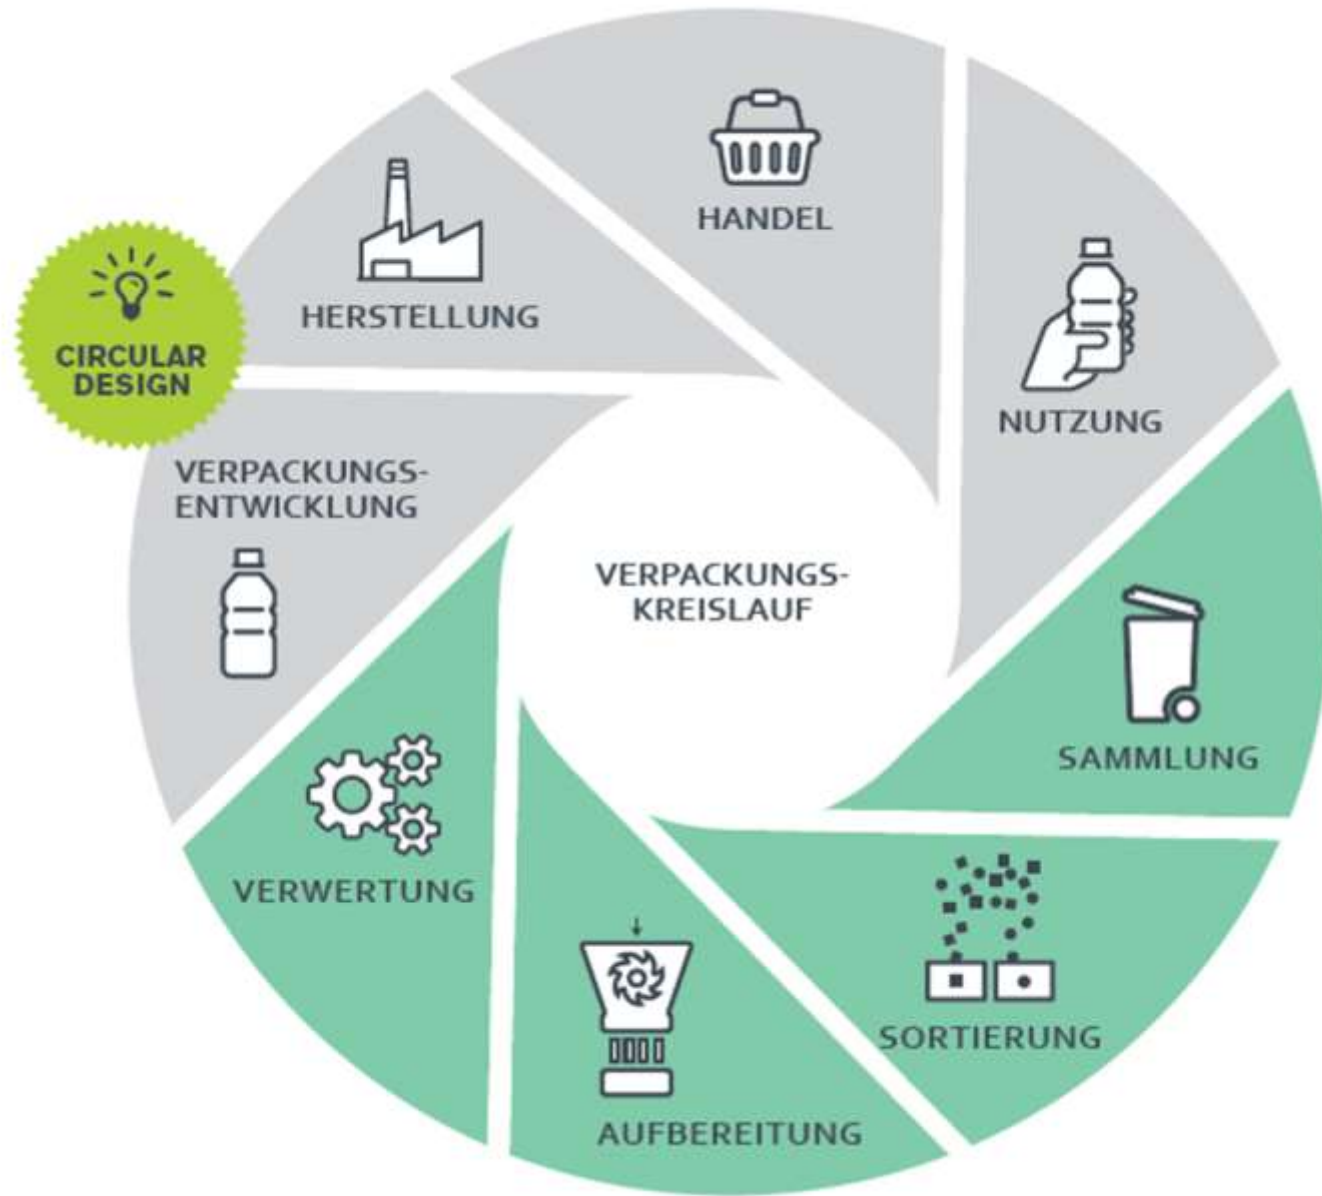 HANDEL
HERSTELLUNG
CIRCULAR
DESIGN
NUTZUNG
VERPACKUNGS-
ENTWICKLUNG
VERPACKUNGS-
KREISLAUF
SAMMLUNG
VERWERTUNG
SORTIERUNG
AUFBEREITUNG